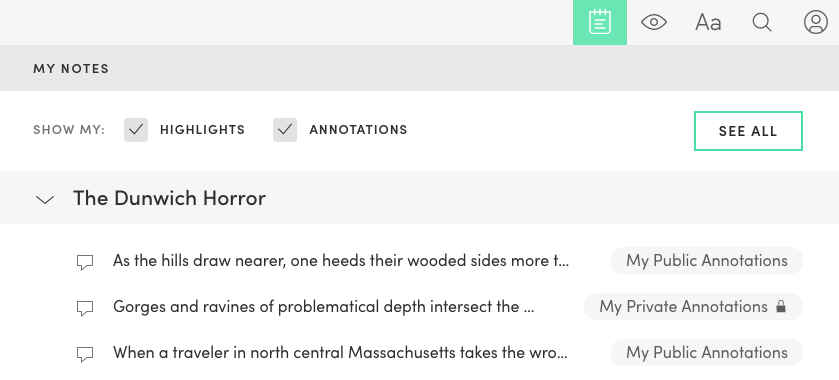 Aa
MY NOTES
SHOW MY: HIGHLIGHTS ANNOTATIONS SEE ALL
The Dunwich Horror
As the hills draw nearer, one heeds their wooded sides more t... My Public Annotations
Gorges and ravines of problematical depth intersect the ... My Private Annotations
When a traveler in north central Massachusetts takes the wro... My Public Annotations